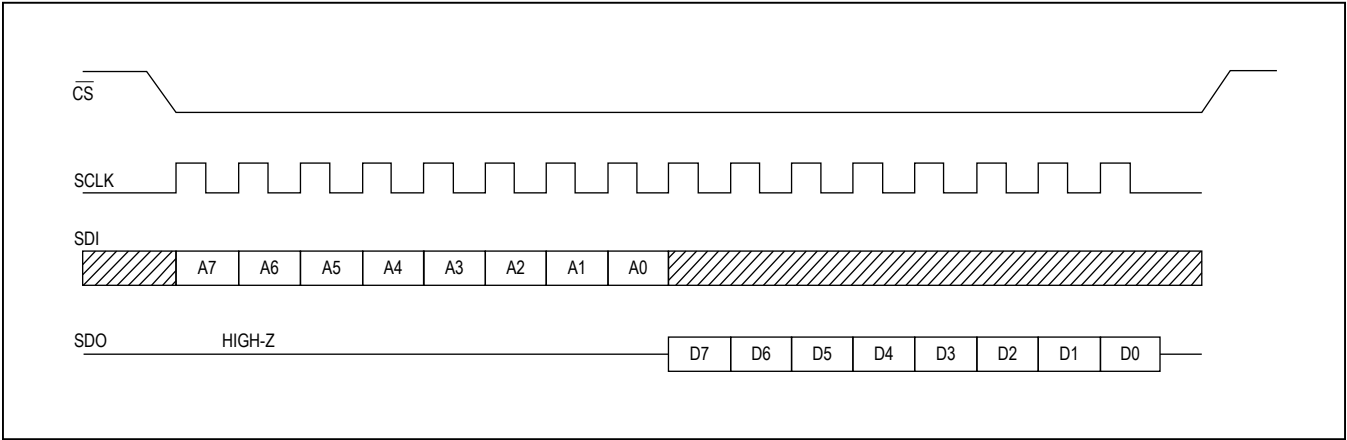 C̅S̅
SCLK
SDI
A7 A6 A5 A4 A3 A2 A1 A0
SDO HIGH-Z
D7 D6 D5 D4 D3 D2 D1 D0